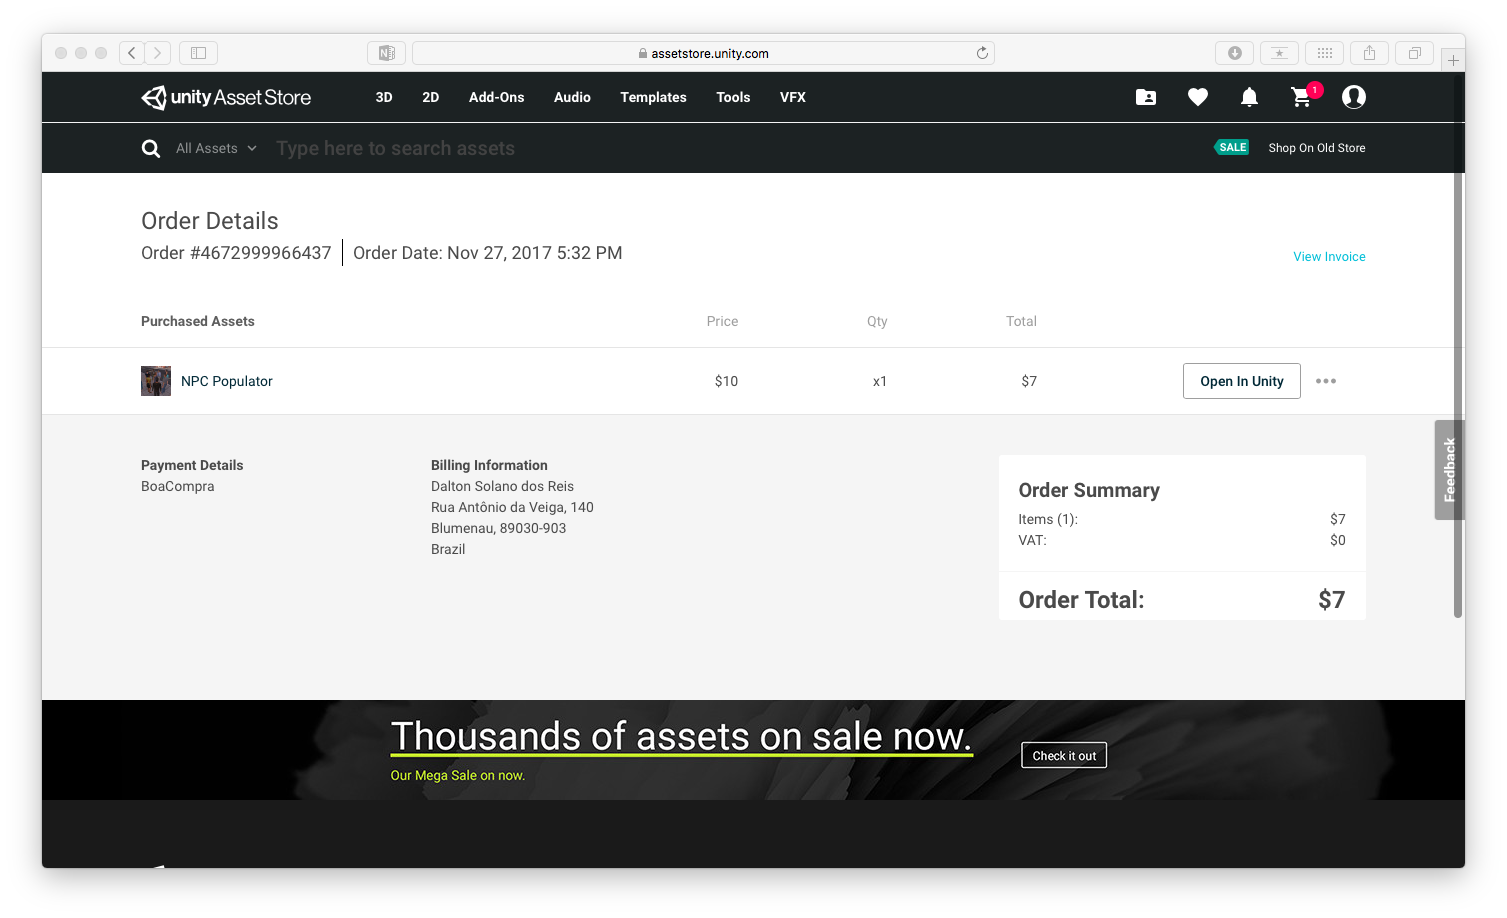 assetstore.unity.com
unity Asset Store 3D 2D Add-Ons Audio Templates Tools VFX 1
All Assets Type here to search assets SALE Shop On Old Store
Order Details
Order #4672999966437 Order Date: Nov 27, 2017 5:32 PM
View Invoice
Purchased Assets Price Qty Total
NPC Populator $10 x1 $7 Open In Unity
Feedback
Payment Details
BoaCompra
Billing Information
Dalton Solano dos Reis
Rua Antônio da Veiga, 140
Blumenau, 89030-903
Brazil
Order Summary
Items (1): $7
VAT: $0
Order Total: $7
Thousands of assets on sale now.
Our Mega Sale on now.
Check it out